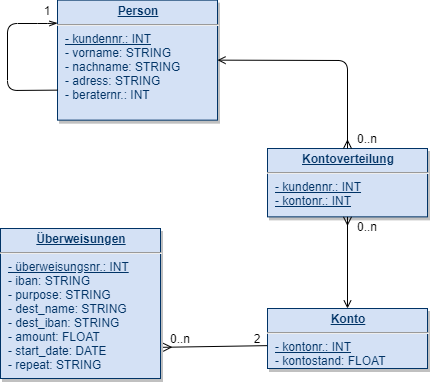 1
Person
- kundennr.: INT
- vorname: STRING
- nachname: STRING
- adress: STRING
- beraternr.: INT
0..n
Kontoverteilung
- kundennr.: INT
- kontonr.: INT
0..n
Überweisungen
- überweisungsnr.: INT
- iban: STRING
- purpose: STRING
- dest_name: STRING
- dest_iban: STRING
- amount: FLOAT
- start_date: DATE
- repeat: STRING
0..n
2
Konto
- kontonr.: INT
- kontostand: FLOAT